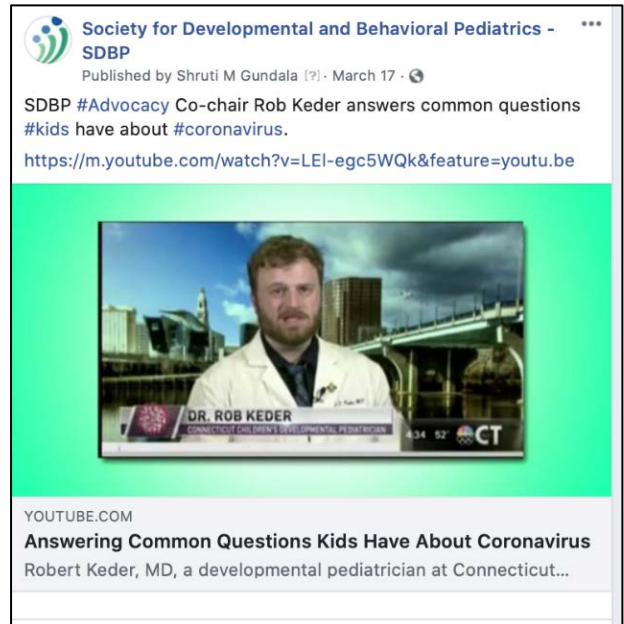 Society for Developmental and Behavioral Pediatrics -
SDBP
Published by Shruti M Gundala [?] · March 17 ·
SDBP #Advocacy Co-chair Rob Keder answers common questions
#kids have about #coronavirus.
https://m.youtube.com/watch?v=LEI-egc5WQk&feature=youtu.be
DR. ROB KEDER
CONNECTICUT CHILDREN'S DEVELOPMENTAL PEDIATRICIAN
4:34 52° CT
YOUTUBE.COM
Answering Common Questions Kids Have About Coronavirus
Robert Keder, MD, a developmental pediatrician at Connecticut...